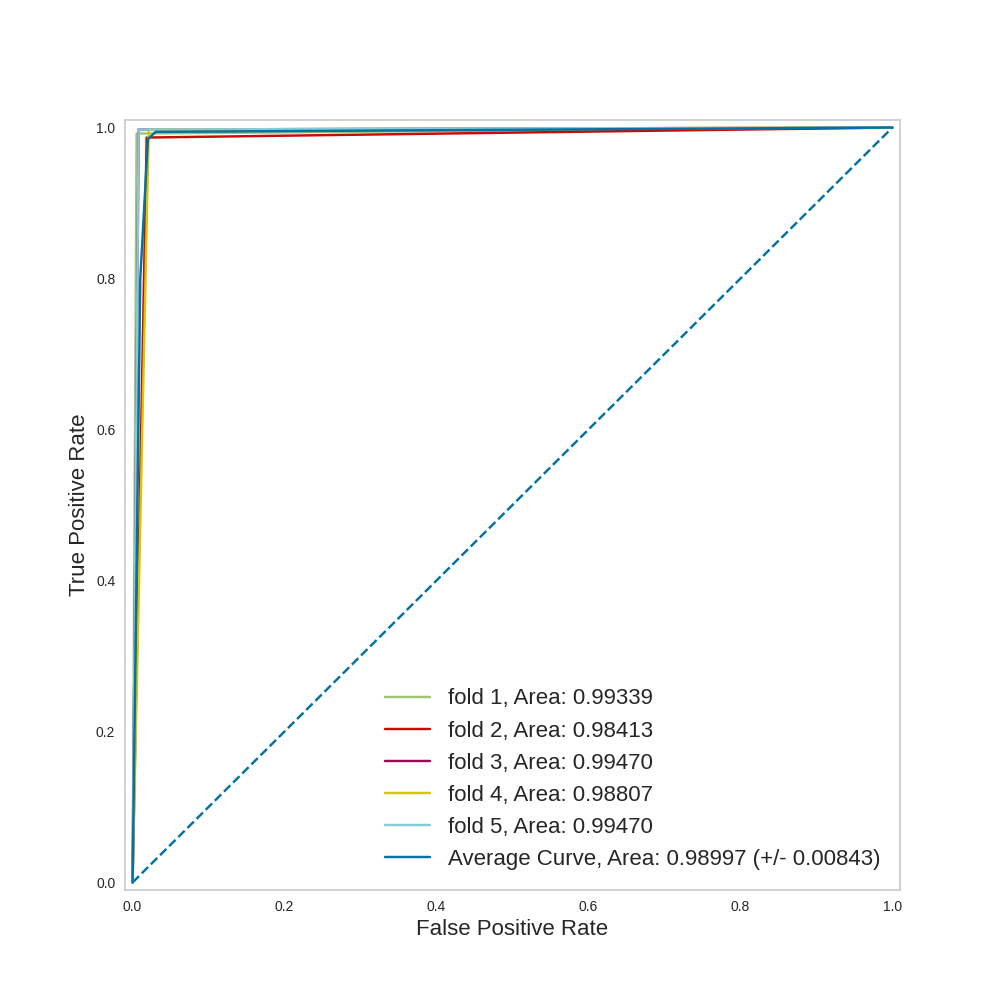 1.0
0.8
0.6
0.4
0.2
0.0
True Positive Rate
fold 1, Area: 0.99339
fold 2, Area: 0.98413
fold 3, Area: 0.99470
fold 4, Area: 0.98807
fold 5, Area: 0.99470
Average Curve, Area: 0.98997 (+/- 0.00843)
0.0 0.2 0.4 0.6 0.8 1.0
False Positive Rate